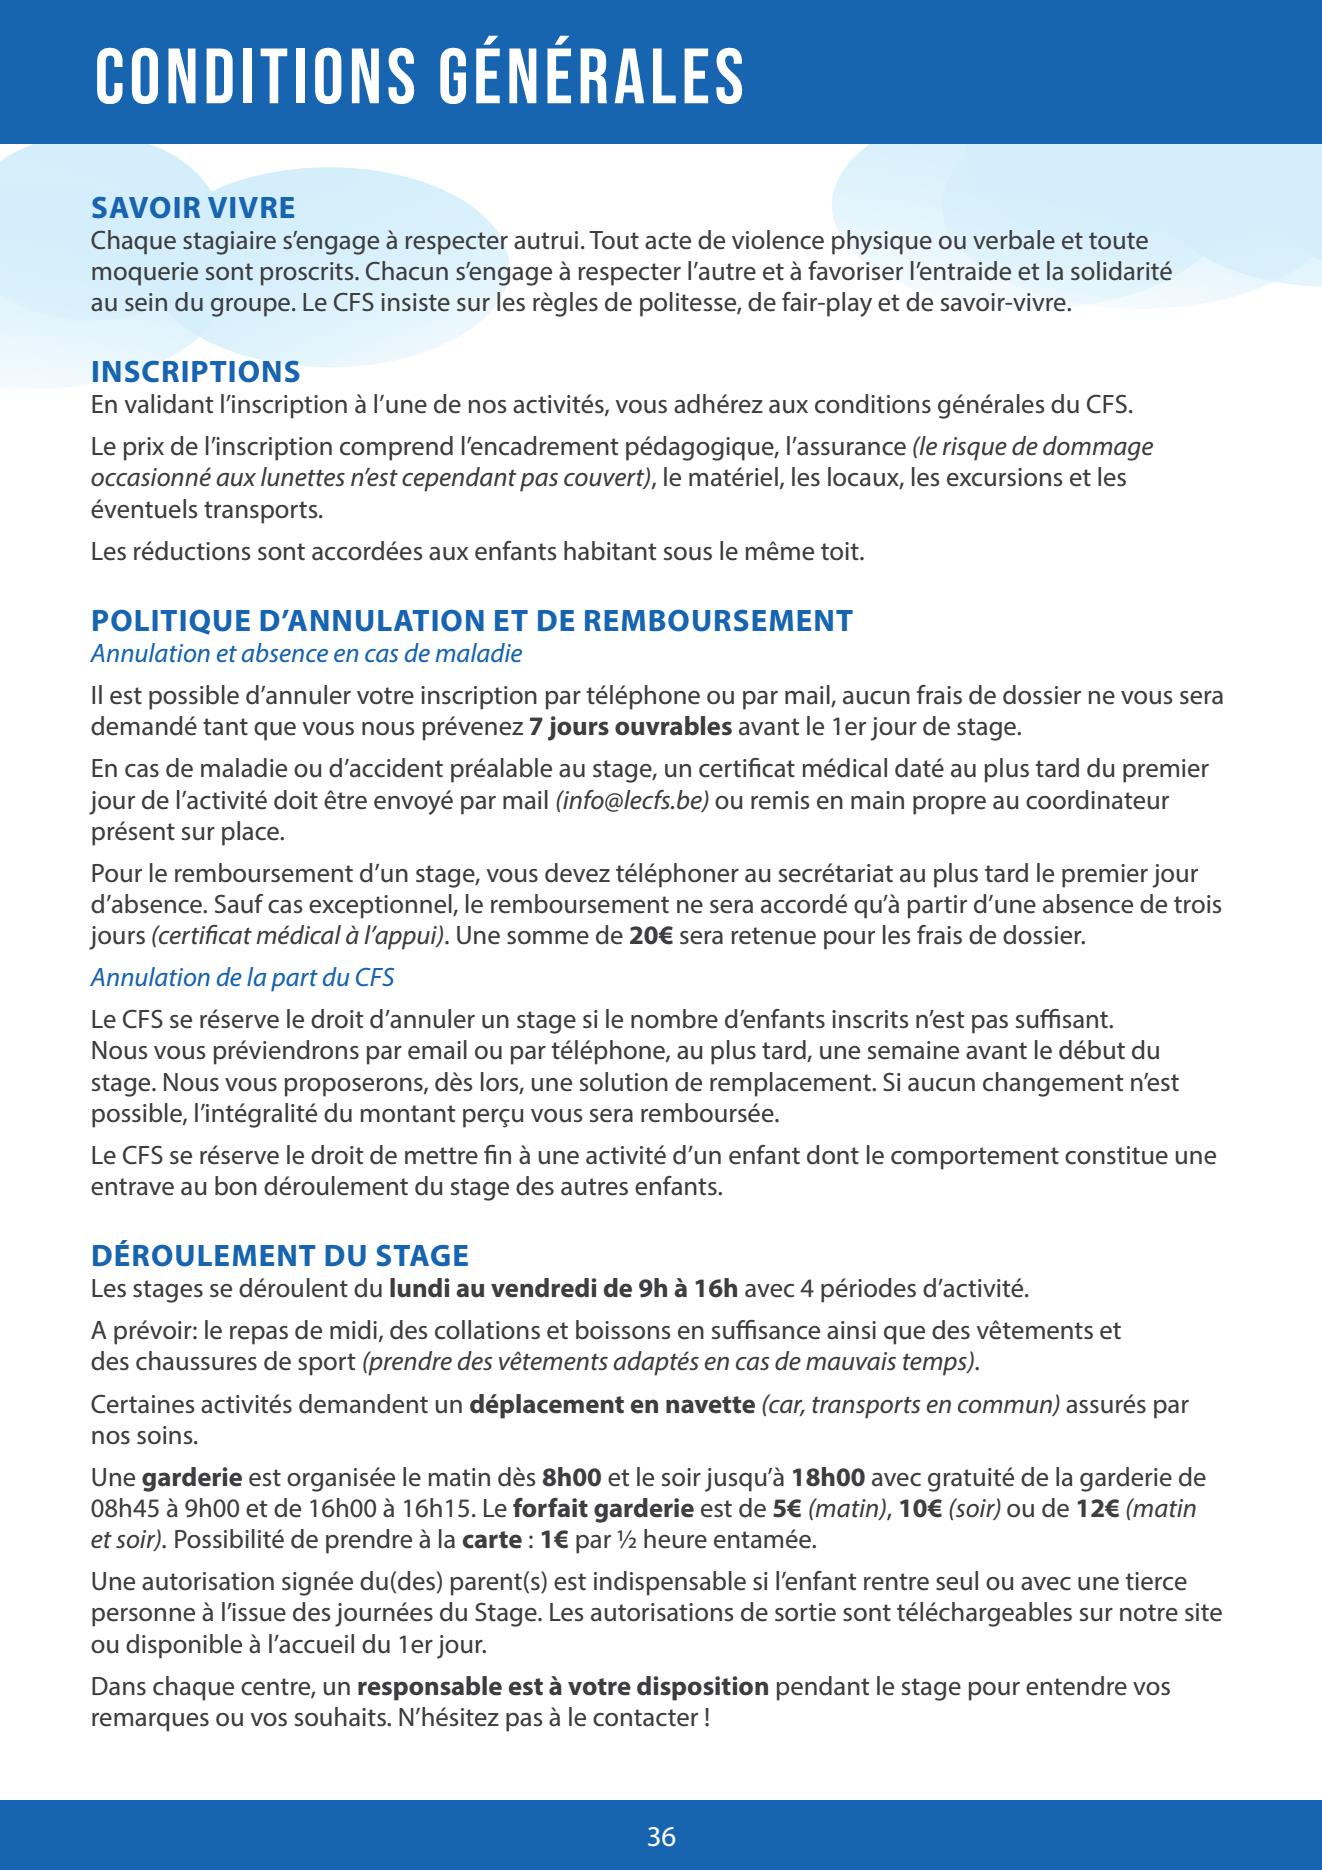 CONDITIONS GÉNÉRALES
SAVOIR VIVRE
Chaque stagiaire s’engage à respecter autrui. Tout acte de violence physique ou verbale et toute
moquerie sont proscrits. Chacun s’engage à respecter l’autre et à favoriser l’entraide et la solidarité
au sein du groupe. Le CFS insiste sur les règles de politesse, de fair-play et de savoir-vivre.
INSCRIPTIONS
En validant l’inscription à l’une de nos activités, vous adhérez aux conditions générales du CFS.
Le prix de l’inscription comprend l’encadrement pédagogique, l’assurance (le risque de dommage
occasionné aux lunettes n’est cependant pas couvert), le matériel, les locaux, les excursions et les
éventuels transports.
Les réductions sont accordées aux enfants habitant sous le même toit.
POLITIQUE D’ANNULATION ET DE REMBOURSEMENT
Annulation et absence en cas de maladie
Il est possible d’annuler votre inscription par téléphone ou par mail, aucun frais de dossier ne vous sera
demandé tant que vous nous prévenez 7 jours ouvrables avant le 1er jour de stage.
En cas de maladie ou d’accident préalable au stage, un certificat médical daté au plus tard du premier
jour de l’activité doit être envoyé par mail (info@lecfs.be) ou remis en main propre au coordinateur
présent sur place.
Pour le remboursement d’un stage, vous devez téléphoner au secrétariat au plus tard le premier jour
d’absence. Sauf cas exceptionnel, le remboursement ne sera accordé qu’à partir d’une absence de trois
jours (certificat médical à l’appui). Une somme de 20€ sera retenue pour les frais de dossier.
Annulation de la part du CFS
Le CFS se réserve le droit d’annuler un stage si le nombre d’enfants inscrits n’est pas suffisant.
Nous vous préviendrons par email ou par téléphone, au plus tard, une semaine avant le début du
stage. Nous vous proposerons, dès lors, une solution de remplacement. Si aucun changement n’est
possible, l’intégralité du montant perçu vous sera remboursée.
Le CFS se réserve le droit de mettre fin à une activité d’un enfant dont le comportement constitue une
entrave au bon déroulement du stage des autres enfants.
DÉROULEMENT DU STAGE
Les stages se déroulent du lundi au vendredi de 9h à 16h avec 4 périodes d’activité.
A prévoir: le repas de midi, des collations et boissons en suffisance ainsi que des vêtements et
des chaussures de sport (prendre des vêtements adaptés en cas de mauvais temps).
Certaines activités demandent un déplacement en navette (car, transports en commun) assurés par
nos soins.
Une garderie est organisée le matin dès 8h00 et le soir jusqu’à 18h00 avec gratuité de la garderie de
08h45 à 9h00 et de 16h00 à 16h15. Le forfait garderie est de 5€ (matin), 10€ (soir) ou de 12€ (matin
et soir). Possibilité de prendre à la carte : 1€ par ½ heure entamée.
Une autorisation signée du(des) parent(s) est indispensable si l’enfant rentre seul ou avec une tierce
personne à l’issue des journées du Stage. Les autorisations de sortie sont téléchargeables sur notre site
ou disponible à l’accueil du 1er jour.
Dans chaque centre, un responsable est à votre disposition pendant le stage pour entendre vos
remarques ou vos souhaits. N’hésitez pas à le contacter !
36